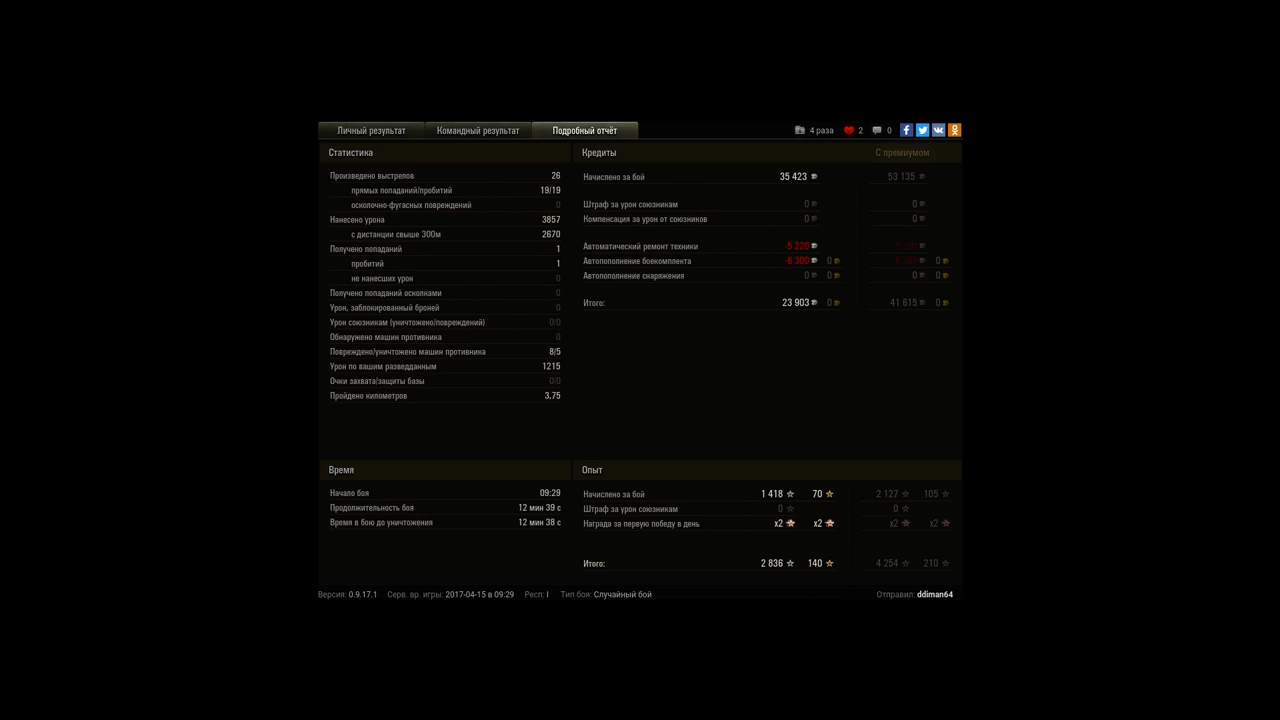 Личный результат Командный результат Подробный отчёт 4 раза 2 0
Статистика
Произведено выстрелов 26
прямых попаданий/пробитий 19/19
осколочно-фугасных повреждений 0
Нанесено урона 3857
с дистанции свыше 300м 2670
Получено попаданий 1
пробитий 1
не нанесших урон 0
Получено попаданий осколками 0
Урон, заблокированный броней 0
Урон союзникам (уничтожено/повреждений) 0/0
Обнаружено машин противника 0
Повреждено/уничтожено машин противника 8/5
Урон по вашим разведданным 1215
Очки захвата/защиты базы 0/0
Пройдено километров 3,75
Кредиты С премиумом
Начислено за бой 35 423 53 135
Штраф за урон союзникам 0 0
Компенсация за урон от союзников 0 0
Автоматический ремонт техники -5 220
Автопополнение боекомплекта -6 300 0 0
Автопополнение снаряжения 0 0 0 0
Итого: 23 903 0 41 615 0
Время
Начало боя 09:29
Продолжительность боя 12 мин 39 с
Время в бою до уничтожения 12 мин 38 с
Опыт
Начислено за бой 1 418 70 2 127 105
Штраф за урон союзникам 0 0
Награда за первую победу в день x2 x2 x2 x2
Итого: 2 836 140 4 254 210
Версия: 0.9.17.1 Серв. вр. игры: 2017-04-15 в 09:29 Респ: I Тип боя: Случайный бой Отправил: ddiman64